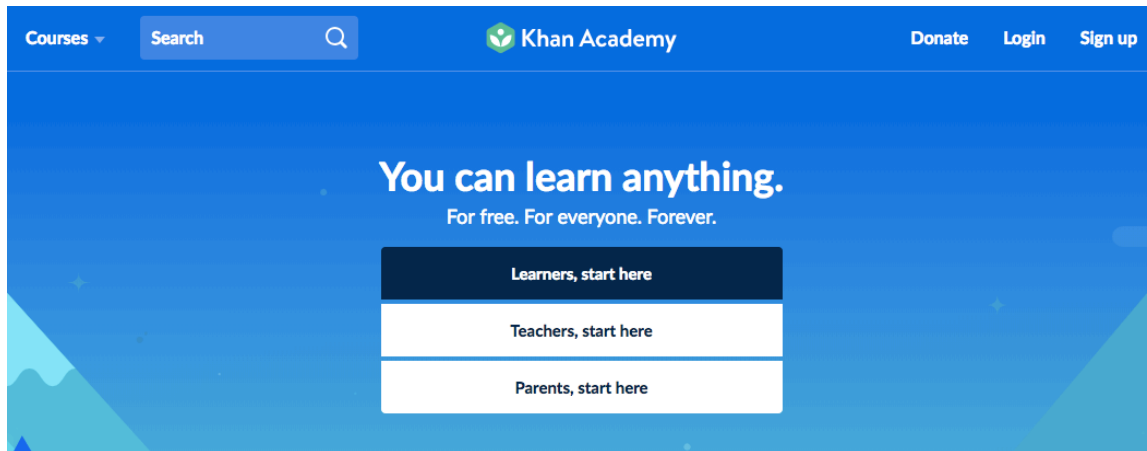 Courses Search Khan Academy Donate Login Sign up
You can learn anything.
For free. For everyone. Forever.
Learners, start here
Teachers, start here
Parents, start here